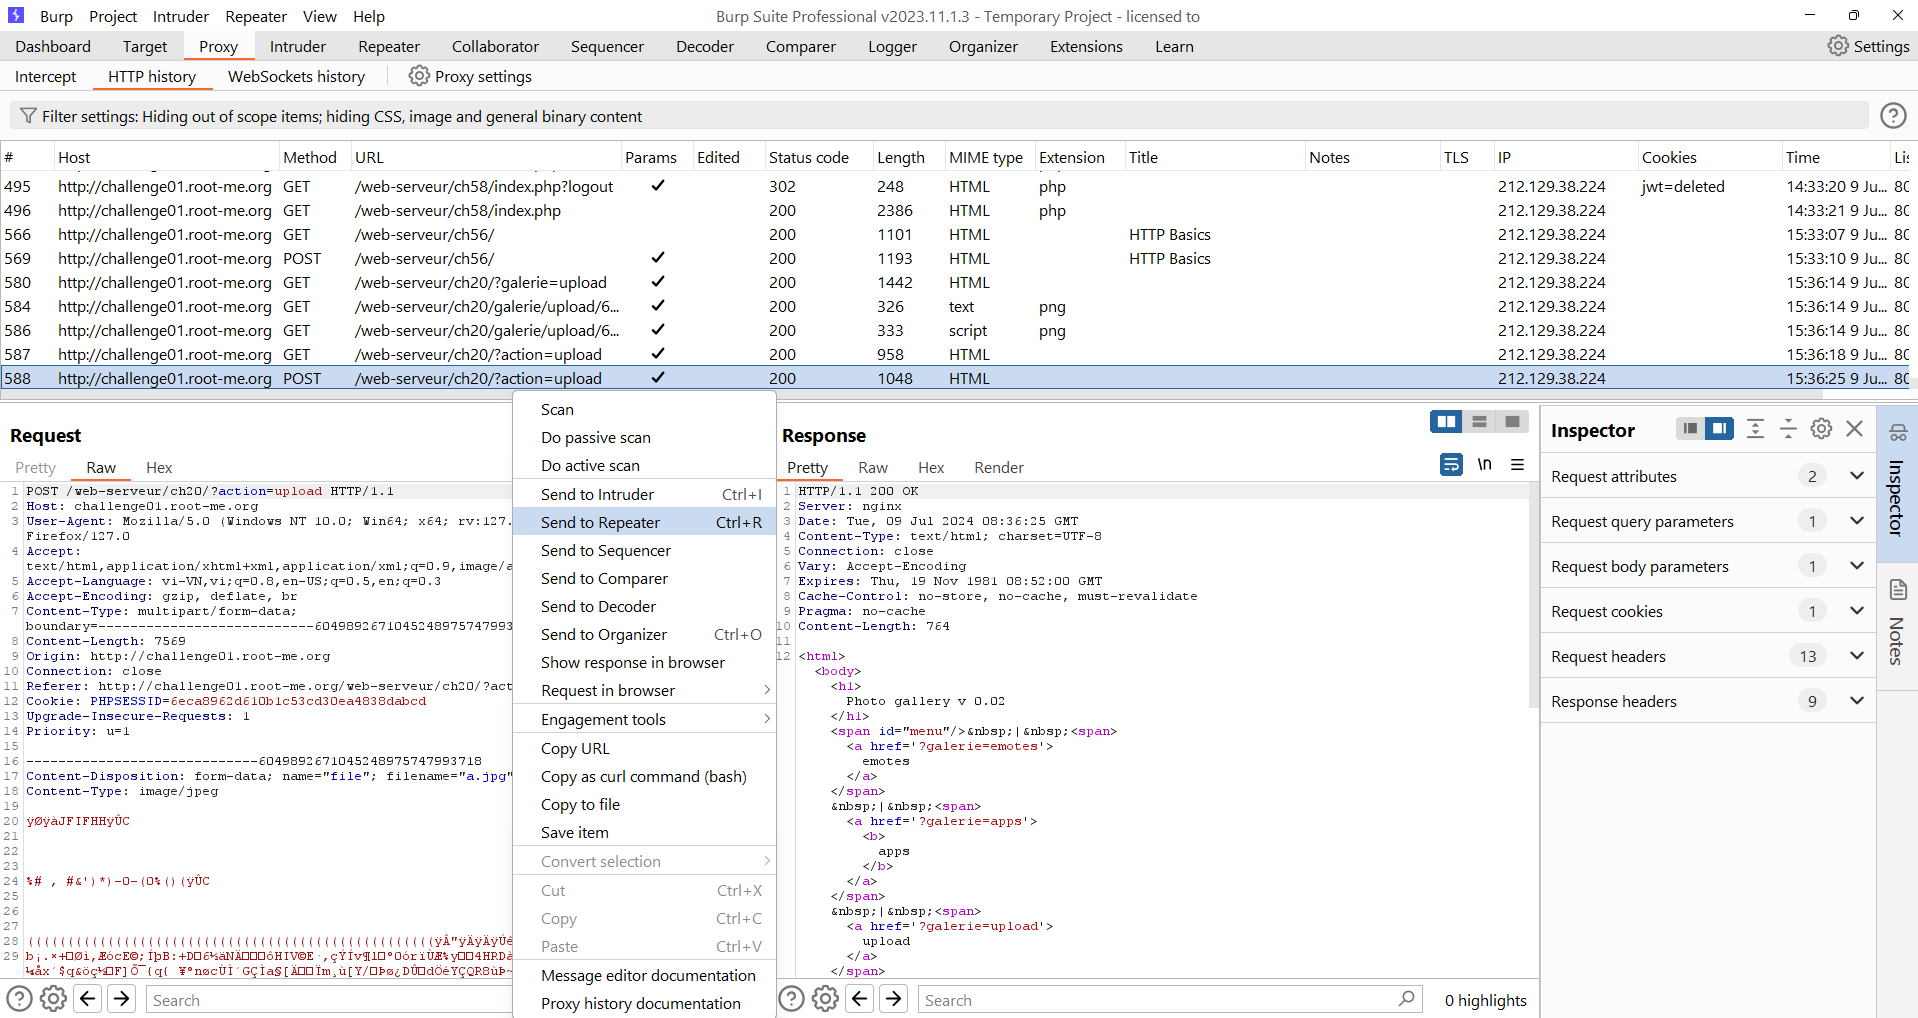 Burp Project Intruder Repeater View Help
Burp Suite Professional v2023.11.1.3 - Temporary Project - licensed to
Dashboard Target Proxy Intruder Repeater Collaborator Sequencer Decoder Comparer Logger Organizer Extensions Learn Settings
Intercept HTTP history WebSockets history Proxy settings
Filter settings: Hiding out of scope items; hiding CSS, image and general binary content
# Host Method URL Params Edited Status code Length MIME type Extension Title Notes TLS IP Cookies Time Lis
495 http://challenge01.root-me.org GET /web-serveur/ch58/index.php?logout ✓ 302 248 HTML php 212.129.38.224 jwt=deleted 14:33:20 9 Ju... 80
496 http://challenge01.root-me.org GET /web-serveur/ch58/index.php 200 2386 HTML php 212.129.38.224 14:33:21 9 Ju... 80
566 http://challenge01.root-me.org GET /web-serveur/ch56/ 200 1101 HTML HTTP Basics 212.129.38.224 15:33:07 9 Ju... 80
569 http://challenge01.root-me.org POST /web-serveur/ch56/ ✓ 200 1193 HTML HTTP Basics 212.129.38.224 15:33:10 9 Ju... 80
580 http://challenge01.root-me.org GET /web-serveur/ch20/?galerie=upload ✓ 200 1442 HTML 212.129.38.224 15:36:14 9 Ju... 80
584 http://challenge01.root-me.org GET /web-serveur/ch20/galerie/upload/6... ✓ 200 326 text png 212.129.38.224 15:36:14 9 Ju... 80
586 http://challenge01.root-me.org GET /web-serveur/ch20/galerie/upload/6... ✓ 200 333 script png 212.129.38.224 15:36:14 9 Ju... 80
587 http://challenge01.root-me.org GET /web-serveur/ch20/?action=upload ✓ 200 958 HTML 212.129.38.224 15:36:18 9 Ju... 80
588 http://challenge01.root-me.org POST /web-serveur/ch20/?action=upload ✓ 200 1048 HTML 212.129.38.224 15:36:25 9 Ju... 80
Request
Pretty Raw Hex
1 POST /web-serveur/ch20/?action=upload HTTP/1.1
2 Host: challenge01.root-me.org
3 User-Agent: Mozilla/5.0 (Windows NT 10.0; Win64; x64; rv:127.
Firefox/127.0
4 Accept:
text/html,application/xhtml+xml,application/xml;q=0.9,image/a
5 Accept-Language: vi-VN,vi;q=0.8,en-US;q=0.5,en;q=0.3
6 Accept-Encoding: gzip, deflate, br
7 Content-Type: multipart/form-data;
boundary=---------------------------6049892671045248975747993
8 Content-Length: 7569
9 Origin: http://challenge01.root-me.org
10 Connection: close
11 Referer: http://challenge01.root-me.org/web-serveur/ch20/?act
12 Cookie: PHPSESSID=6eca8962d610b1c53cd30ea4838dabcd
13 Upgrade-Insecure-Requests: 1
14 Priority: u=1
15
16 -----------------------------6049892671045248975747993718
17 Content-Disposition: form-data; name="file"; filename="a.jpg"
18 Content-Type: image/jpeg
19
20 ÿØÿàJFIFHHÿÛC
21
22
23
24 %# , #&')*)-0-(0%()(ÿÛC
25
26
27
28
29
Search
Scan
Do passive scan
Do active scan
Send to Intruder Ctrl+I
Send to Repeater Ctrl+R
Send to Sequencer
Send to Comparer
Send to Decoder
Send to Organizer Ctrl+O
Show response in browser
Request in browser
Engagement tools
Copy URL
Copy as curl command (bash)
Copy to file
Save item
Convert selection
Cut Ctrl+X
Copy Ctrl+C
Paste Ctrl+V
Message editor documentation
Proxy history documentation
Response
Pretty Raw Hex Render
\n
1 HTTP/1.1 200 OK
2 Server: nginx
3 Date: Tue, 09 Jul 2024 08:36:25 GMT
4 Content-Type: text/html; charset=UTF-8
5 Connection: close
6 Vary: Accept-Encoding
7 Expires: Thu, 19 Nov 1981 08:52:00 GMT
8 Cache-Control: no-store, no-cache, must-revalidate
9 Pragma: no-cache
10 Content-Length: 764
11
12 <html>
<body>
<h1>
Photo gallery v 0.02
</h1>
<span id="menu"/>&nbsp;|&nbsp;<span>
<a href='?galerie=emotes'>
emotes
</a>
</span>
&nbsp;|&nbsp;<span>
<a href='?galerie=apps'>
<b>
apps
</b>
</a>
</span>
&nbsp;|&nbsp;<span>
<a href='?galerie=upload'>
upload
</a>
</span>
Search 0 highlights
Inspector
Request attributes 2
Request query parameters 1
Request body parameters 1
Request cookies 1
Request headers 13
Response headers 9
Inspector
Notes